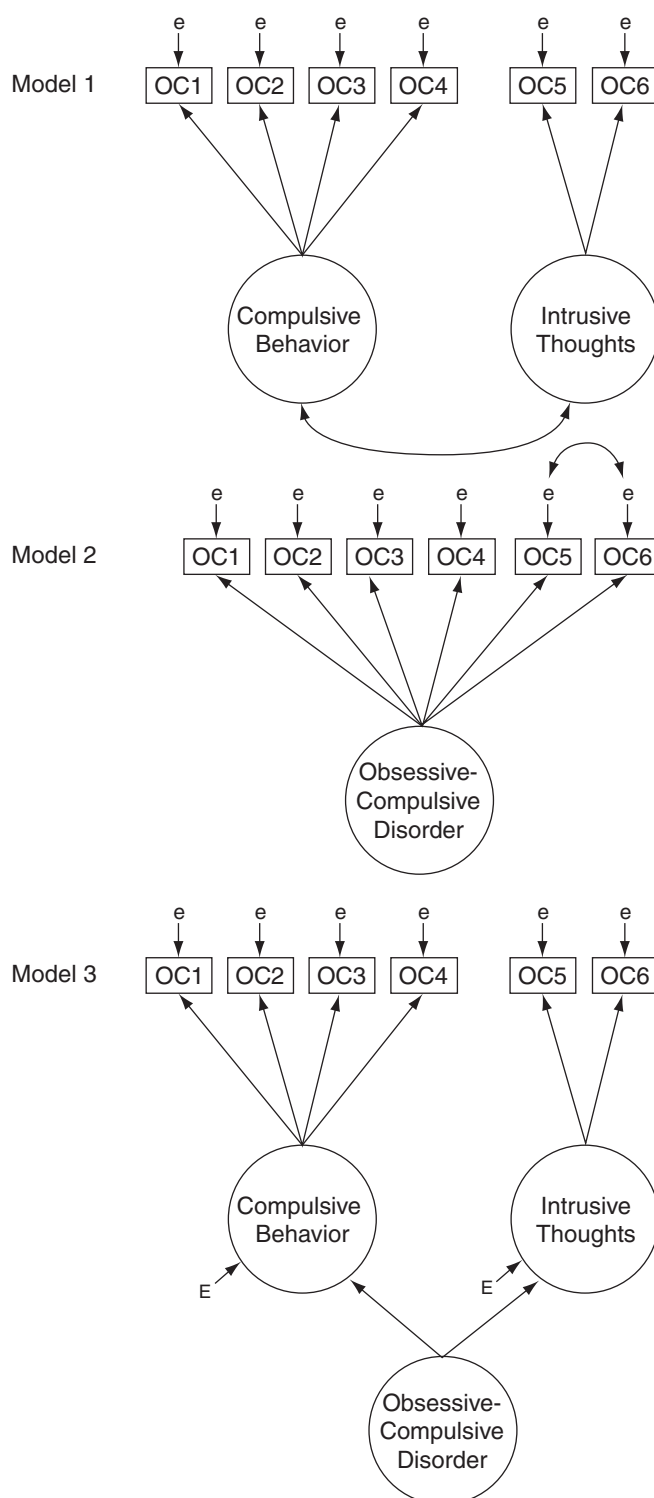 e e e e e e
Model 1 OC1 OC2 OC3 OC4 OC5 OC6
Compulsive Behavior
Intrusive Thoughts
e e e e e e
Model 2 OC1 OC2 OC3 OC4 OC5 OC6
Obsessive-
Compulsive
Disorder
e e e e e e
Model 3 OC1 OC2 OC3 OC4 OC5 OC6
Compulsive
Behavior
Intrusive
Thoughts
E E
Obsessive-
Compulsive
Disorder